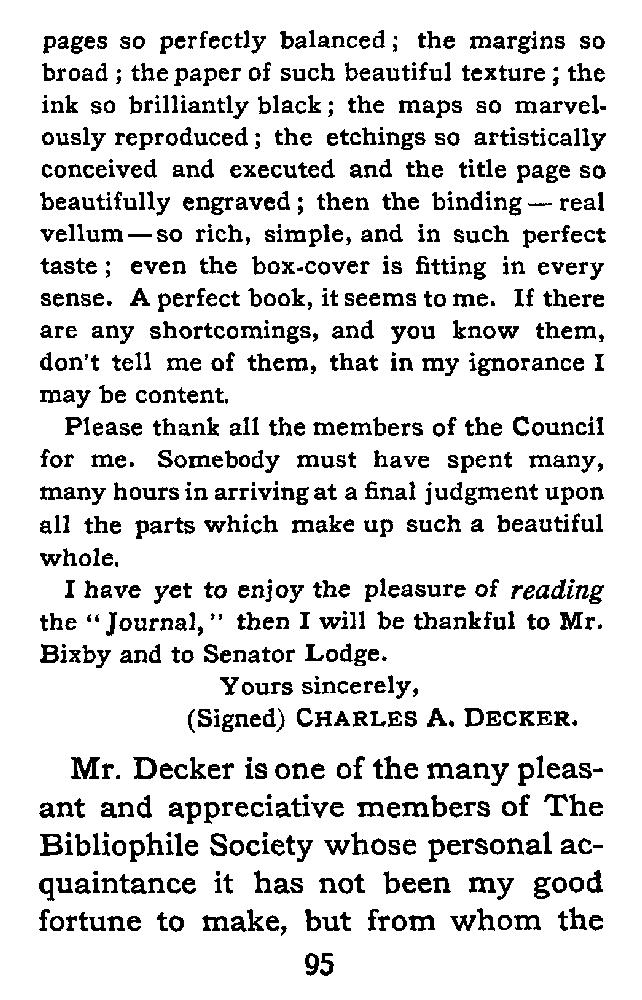 pages so perfectly balanced; the margins so
broad; the paper of such beautiful texture; the
ink so brilliantly black; the maps so marvel-
ously reproduced; the etchings so artistically
conceived and executed and the title page so
beautifully engraved; then the binding — real
vellum — so rich, simple, and in such perfect
taste; even the box-cover is fitting in every
sense. A perfect book, it seems to me. If there
are any shortcomings, and you know them,
don't tell me of them, that in my ignorance I
may be content.
Please thank all the members of the Council
for me. Somebody must have spent many,
many hours in arriving at a final judgment upon
all the parts which make up such a beautiful
whole.
I have yet to enjoy the pleasure of reading
the "Journal," then I will be thankful to Mr.
Bixby and to Senator Lodge.
Yours sincerely,
(Signed) CHARLES A. DECKER.
Mr. Decker is one of the many pleas-
ant and appreciative members of The
Bibliophile Society whose personal ac-
quaintance it has not been my good
fortune to make, but from whom the
95